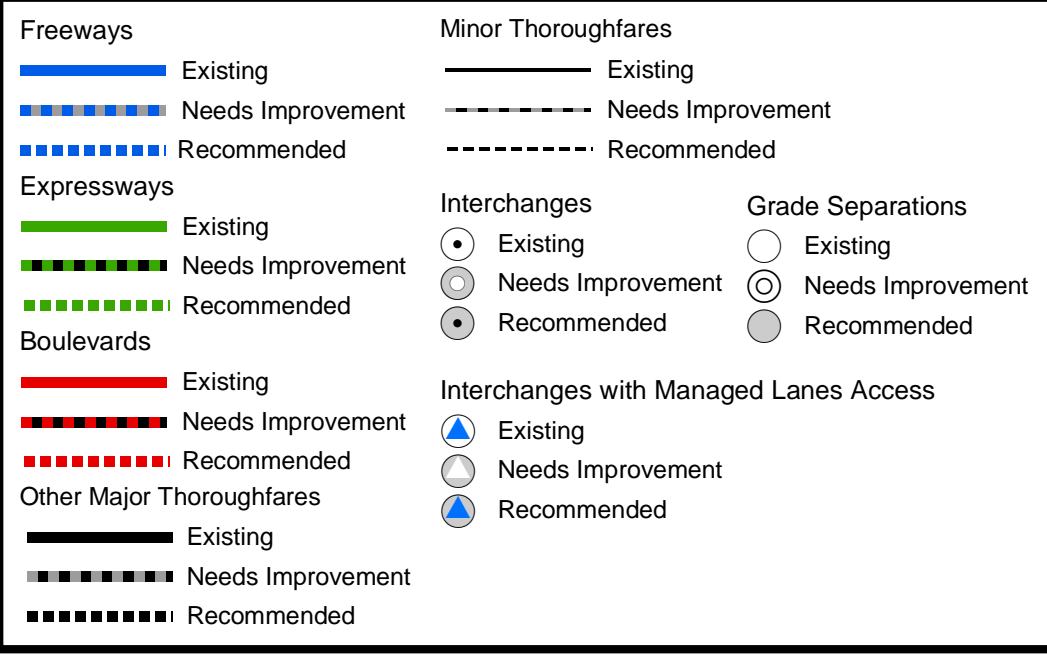 Freeways
Existing
Needs Improvement
Recommended
Expressways
Existing
Needs Improvement
Recommended
Boulevards
Existing
Needs Improvement
Recommended
Other Major Thoroughfares
Existing
Needs Improvement
Recommended
Minor Thoroughfares
Existing
Needs Improvement
Recommended
Interchanges
Existing
Needs Improvement
Recommended
Grade Separations
Existing
Needs Improvement
Recommended
Interchanges with Managed Lanes Access
Existing
Needs Improvement
Recommended